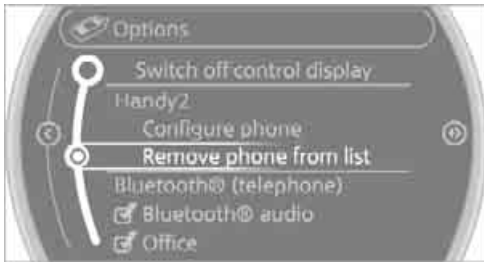 Options
Switch off control display
Handy2
Configure phone
Remove phone from list
Bluetooth® (telephone)
Bluetooth® audio
Office